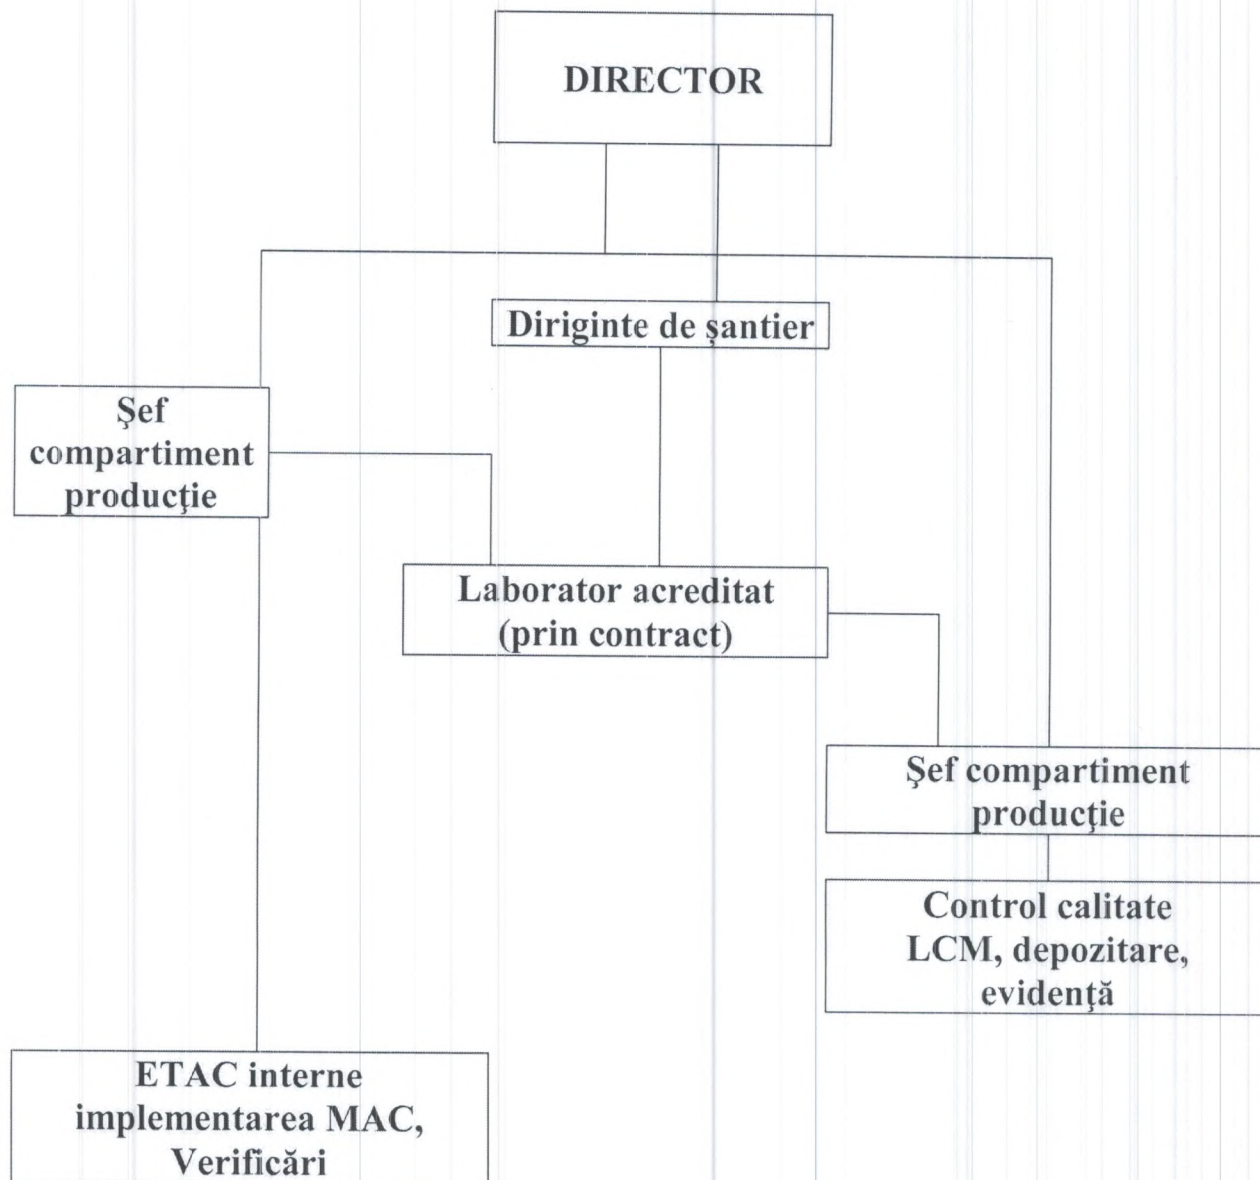 DIRECTOR
Diriginte de șantier
Şef
compartiment
producţie
Laborator acreditat
(prin contract)
Şef compartiment
producţie
Control calitate
LCM, depozitare,
evidenţă
ETAC interne
implementarea MAC,
Verificări